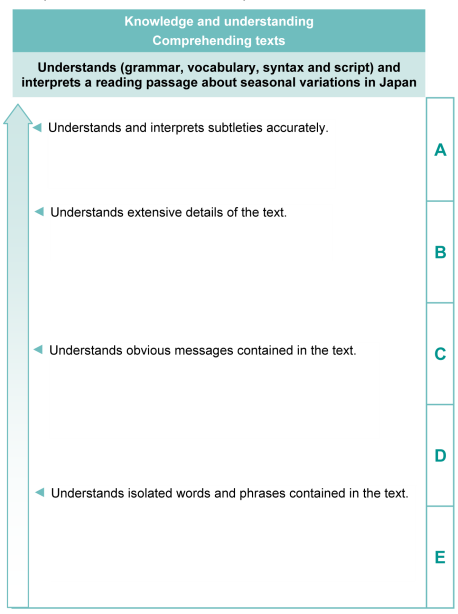 Knowledge and understanding
Comprehending texts
Understands (grammar, vocabulary, syntax and script) and
interprets a reading passage about seasonal variations in Japan
Understands and interprets subtleties accurately.
A
Understands extensive details of the text.
B
Understands obvious messages contained in the text.
C
D
Understands isolated words and phrases contained in the text.
E